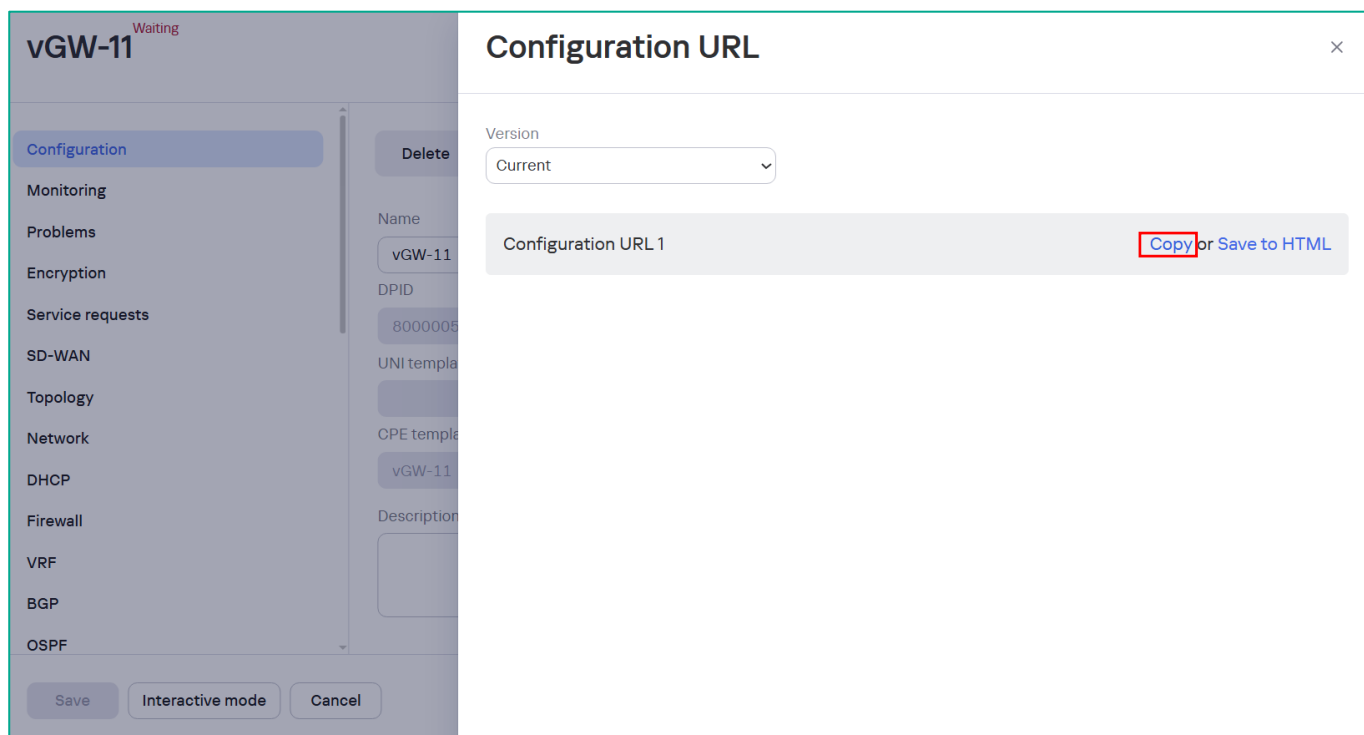 vGW-11 Waiting
Configuration
Monitoring
Problems
Encryption
Service requests
SD-WAN
Topology
Network
DHCP
Firewall
VRF
BGP
OSPF
Delete
Name
vGW-11
DPID
8000005
UNI templa
CPE templa
vGW-11
Description
Save Interactive mode Cancel
Configuration URL
Version
Current
Configuration URL 1 Copy or Save to HTML